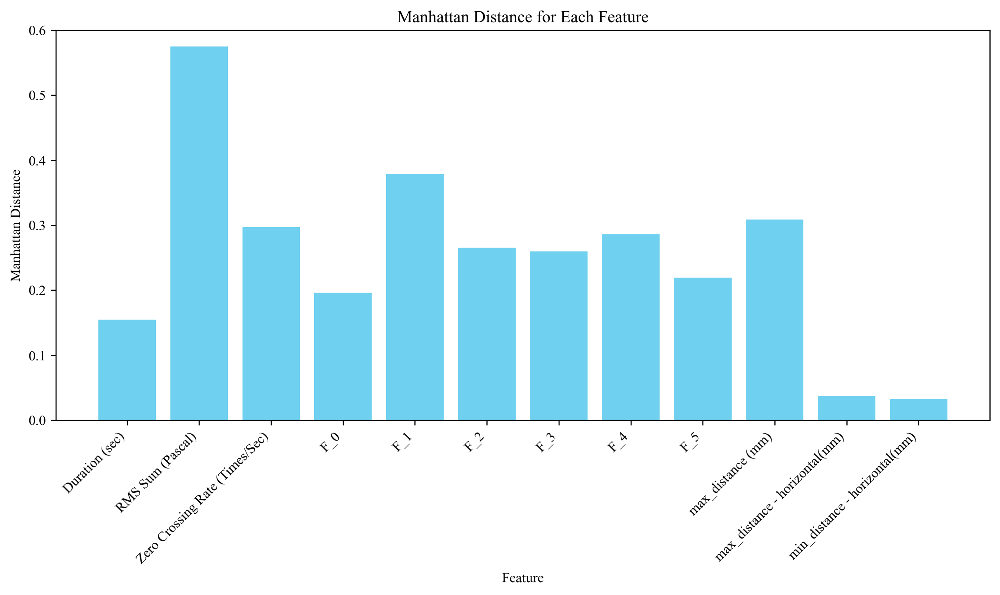 Manhattan Distance for Each Feature
Manhattan Distance
0.6
0.5
0.4
0.3
0.2
0.1
0.0
Duration (sec)
RMS Sum (Pascal)
Zero Crossing Rate (Times/Sec)
F_0
F_1
F_2
F_3
F_4
F_5
max_distance (mm)
max_distance - horizontal(mm)
min_distance - horizontal(mm)
Feature